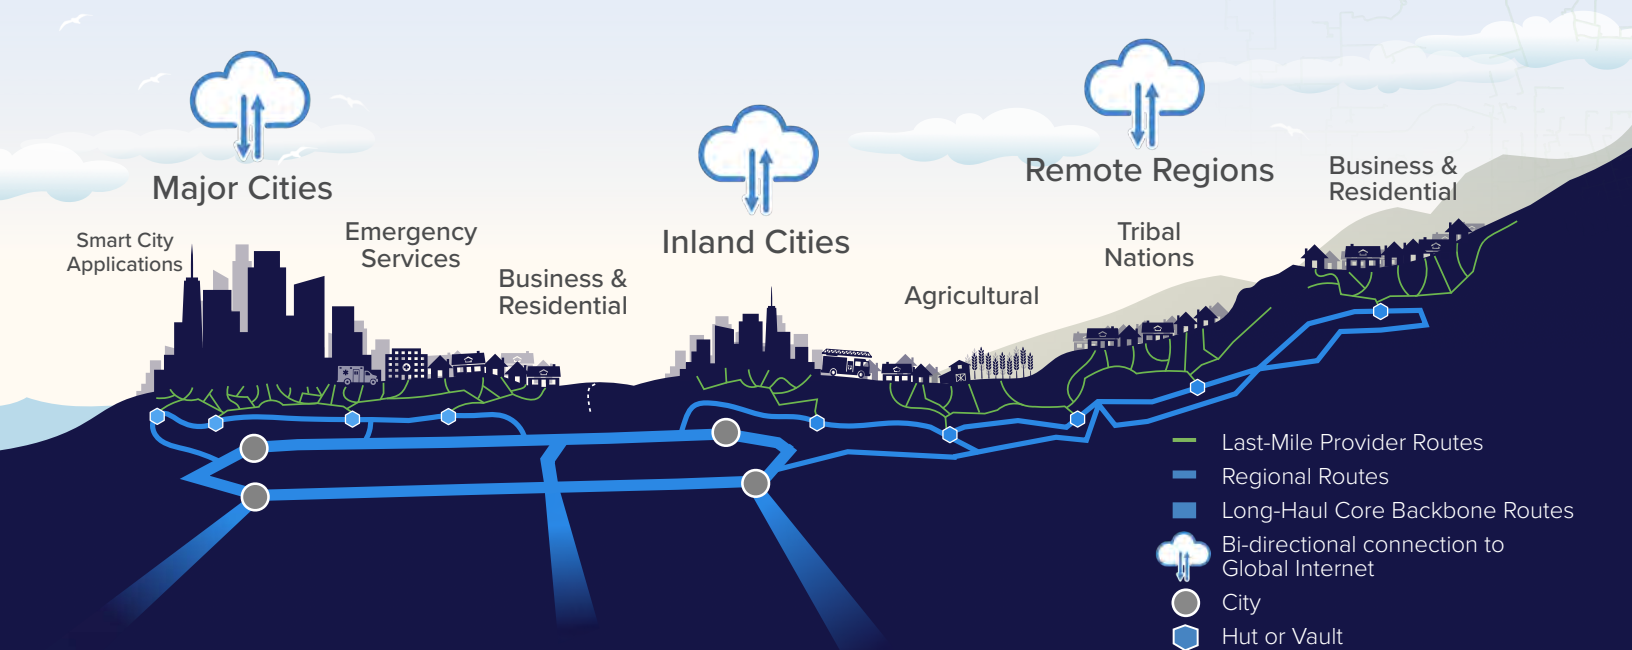 Major Cities
Smart City
Applications
Emergency
Services
Business &
Residential
Inland Cities
Agricultural
Remote Regions
Tribal
Nations
Business &
Residential
Last-Mile Provider Routes
Regional Routes
Long-Haul Core Backbone Routes
Bi-directional connection to
Global Internet
City
Hut or Vault